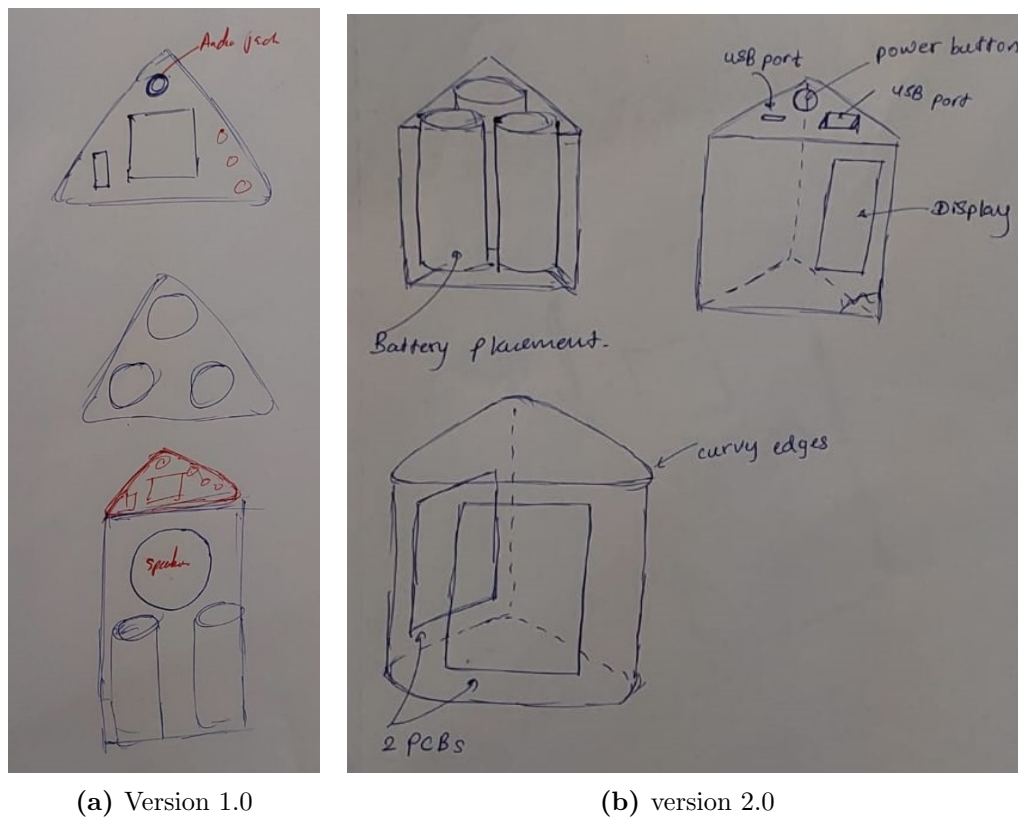 Audio jack
speaker
USB port
power button
USB port
Display
Battery placement.
curvy edges
2 PCBs
(a) Version 1.0
(b) version 2.0